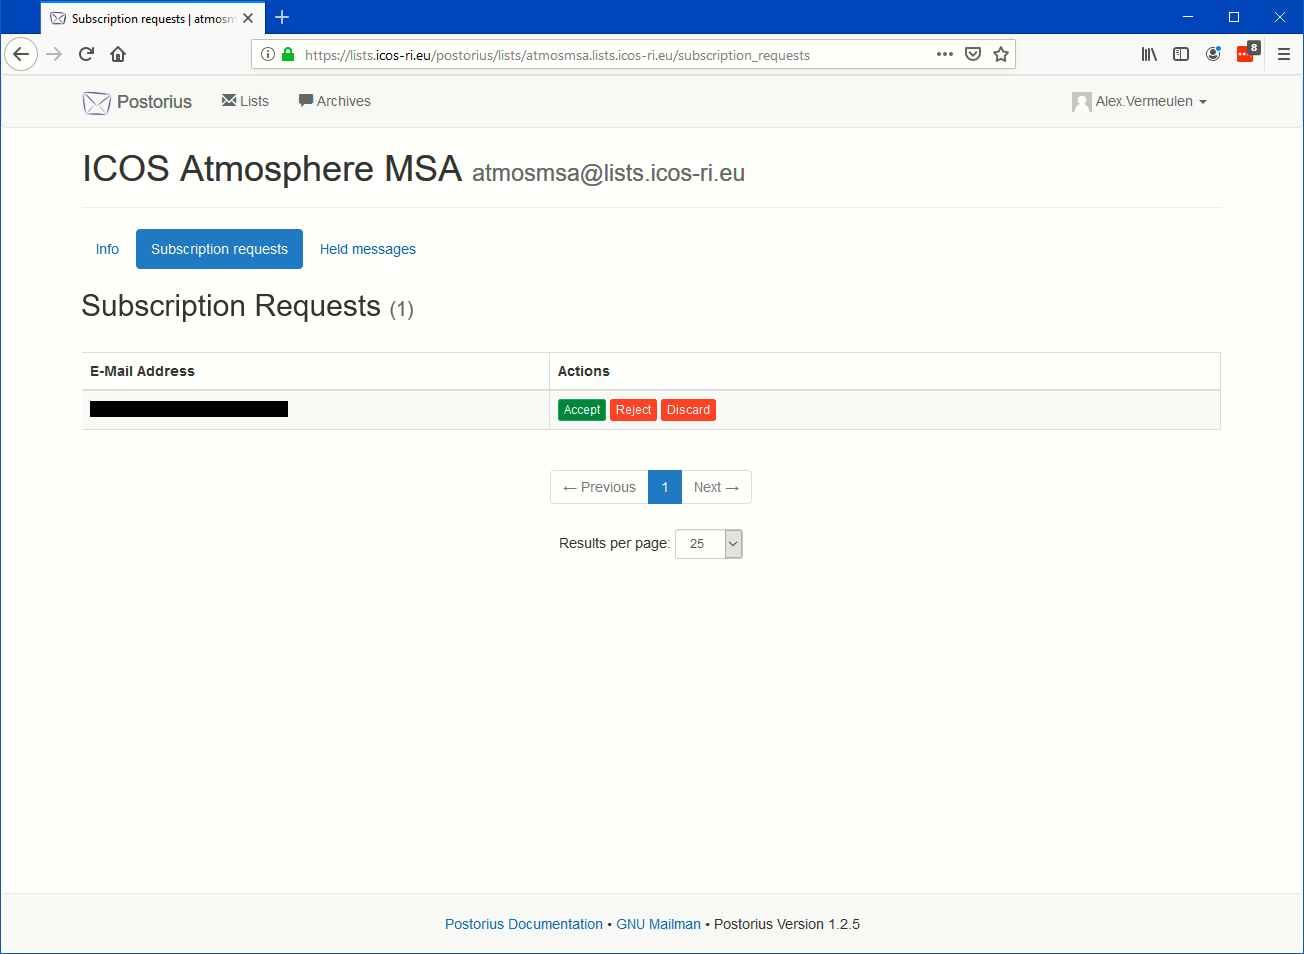 Subscription requests | atmosm
https://lists.icos-ri.eu/postorius/lists/atmosmsa.lists.icos-ri.eu/subscription_requests
8
Postorius Lists Archives Alex.Vermeulen
ICOS Atmosphere MSA atmosmsa@lists.icos-ri.eu
Info Subscription requests Held messages
Subscription Requests (1)
E-Mail Address Actions
Accept Reject Discard
← Previous 1 Next →
Results per page: 25
Postorius Documentation • GNU Mailman • Postorius Version 1.2.5